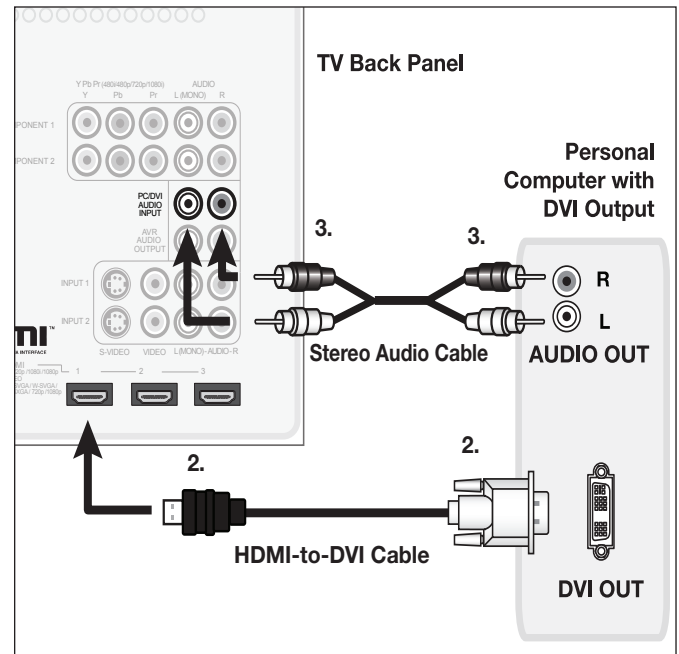 TV Back Panel
Y Pb Pr (480i/480p/720p/1080i)
AUDIO
Y Pb Pr L (MONO) R
PONENT 1
PONENT 2
PC/DVI
AUDIO
INPUT
AVR
AUDIO
OUTPUT
INPUT 1
INPUT 2
S-VIDEO VIDEO L(MONO)-AUDIO-R
1 2 3
Personal
Computer with
DVI Output
3.
3.
R
L
Stereo Audio Cable
AUDIO OUT
2.
2.
HDMI-to-DVI Cable
DVI OUT